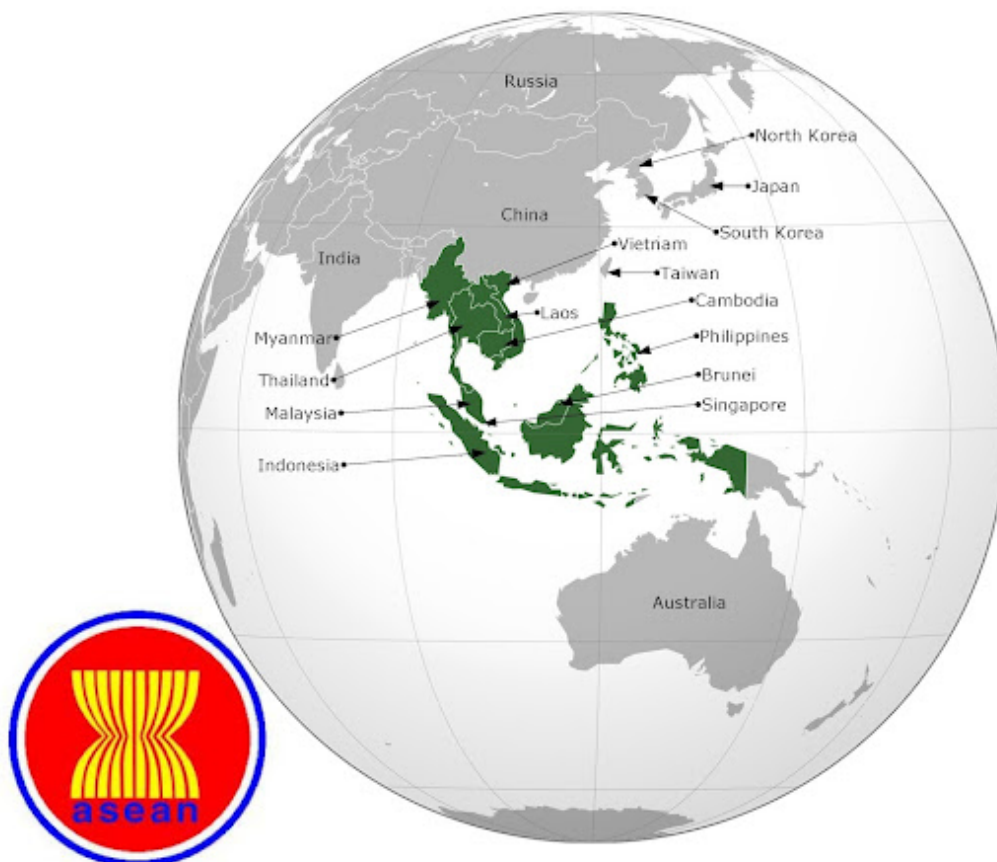 Russia
North Korea
Japan
China
South Korea
Vietnam
India
Taiwan
Cambodia
Laos
Myanmar
Philippines
Thailand
Brunei
Malaysia
Singapore
Indonesia
Australia
asean